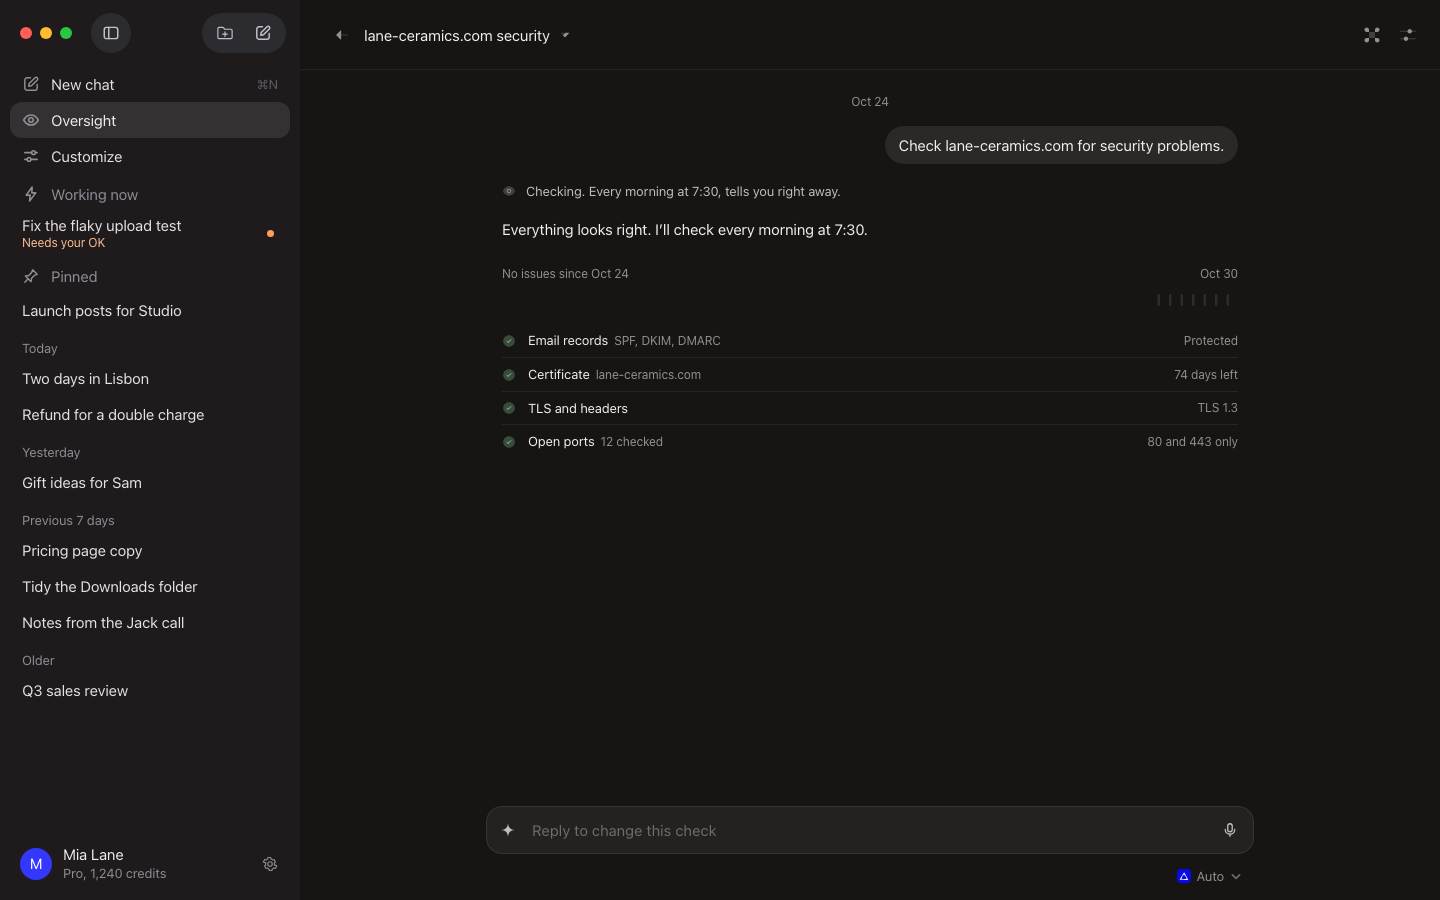 New chat ⌘N
Oversight
Customize
Working now
Fix the flaky upload test
Needs your OK
Pinned
Launch posts for Studio
Today
Two days in Lisbon
Refund for a double charge
Yesterday
Gift ideas for Sam
Previous 7 days
Pricing page copy
Tidy the Downloads folder
Notes from the Jack call
Older
Q3 sales review
M
Mia Lane
Pro, 1,240 credits
lane-ceramics.com security
Oct 24
Check lane-ceramics.com for security problems.
Checking. Every morning at 7:30, tells you right away.
Everything looks right. I’ll check every morning at 7:30.
No issues since Oct 24 Oct 30
Email records SPF, DKIM, DMARC Protected
Certificate lane-ceramics.com 74 days left
TLS and headers TLS 1.3
Open ports 12 checked 80 and 443 only
Reply to change this check
Auto